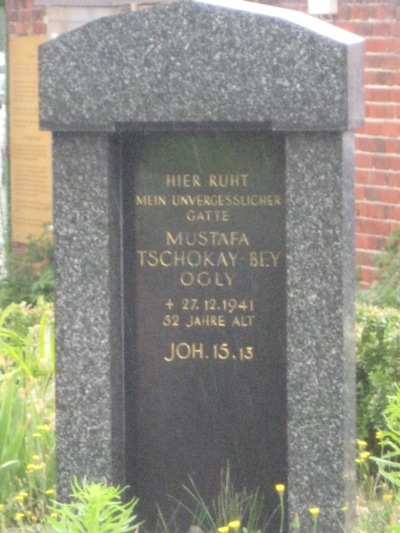 HIER RUHT
MEIN UNVERGESSLICHER
GATTE
MUSTAFA
TSCHOKAY-BEY
OGLY
+ 27.12.1941
52 JAHRE ALT
JOH. 15,13